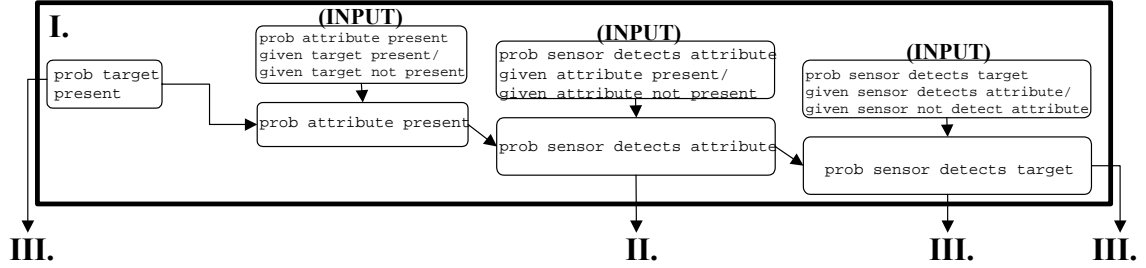 I.
(INPUT)
prob attribute present
given target present/
given target not present
(INPUT)
prob sensor detects attribute
given attribute present/
given attribute not present
(INPUT)
prob sensor detects target
given sensor detects attribute/
given sensor not detect attribute
prob target
present
prob attribute present
prob sensor detects attribute
prob sensor detects target
III.
II.
III.
III.